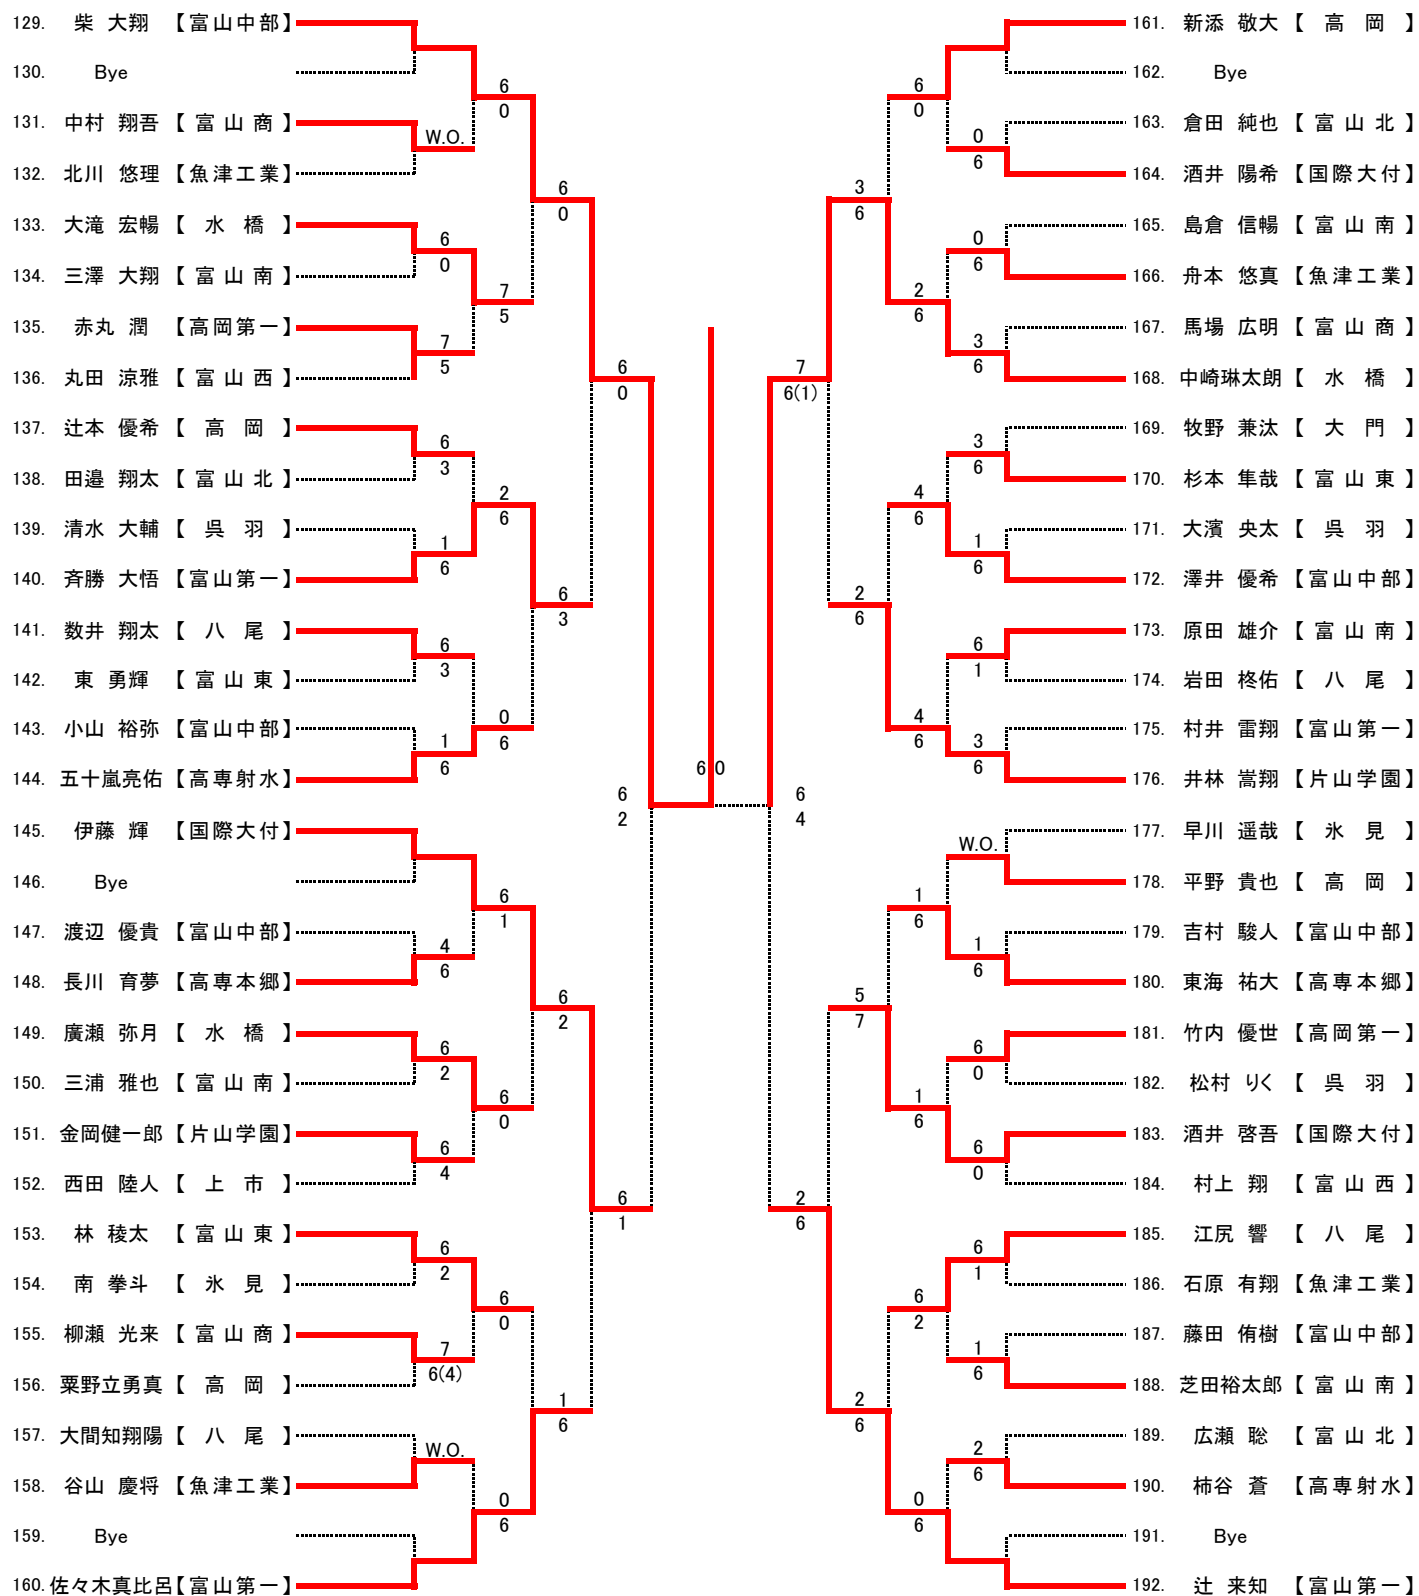 129. 柴 大翔 【富山中部】
130. Bye
6
0
131. 中村 翔吾 【 富 山 商 】
W.O.
132. 北川 悠理 【魚津工業】
6
0
133. 大滝 宏暢 【 水 橋 】
6
0
134. 三澤 大翔 【 富 山 南 】
7
5
135. 赤丸 潤 【高岡第一】
7
5
136. 丸田 涼雅 【 富 山 西 】
6
0
137. 辻本 優希 【 高 岡 】
6
3
138. 田邉 翔太 【 富 山 北 】
2
6
139. 清水 大輔 【 呉 羽 】
1
6
140. 斉勝 大悟 【富山第一】
6
3
141. 数井 翔太 【 八 尾 】
6
3
142. 東 勇輝 【 富 山 東 】
0
6
143. 小山 裕弥 【富山中部】
1
6
144. 五十嵐亮佑 【高専射水】
6 0
6
2
145. 伊藤 輝 【国際大付】
146. Bye
6
1
147. 渡辺 優貴 【富山中部】
4
6
148. 長川 育夢 【高専本郷】
6
2
149. 廣瀬 弥月 【 水 橋 】
6
2
150. 三浦 雅也 【 富 山 南 】
6
0
151. 金岡健一郎 【片山学園】
6
4
152. 西田 陸人 【 上 市 】
6
1
153. 林 稜太 【 富 山 東 】
6
2
154. 南 拳斗 【 氷 見 】
6
0
155. 柳瀬 光来 【 富 山 商 】
7
6(4)
156. 粟野立勇真 【 高 岡 】
1
6
157. 大間知翔陽 【 八 尾 】
W.O.
158. 谷山 慶将 【魚津工業】
0
6
159. Bye
160. 佐々木真比呂【富山第一】
161. 新添 敬大 【 高 岡 】
162. Bye
6
0
163. 倉田 純也 【 富 山 北 】
0
6
164. 酒井 陽希 【国際大付】
3
6
165. 島倉 信暢 【 富 山 南 】
0
6
166. 舟本 悠真 【魚津工業】
2
6
167. 馬場 広明 【 富 山 商 】
3
6
168. 中崎琳太朗 【 水 橋 】
7
6(1)
169. 牧野 兼汰 【 大 門 】
3
6
170. 杉本 隼哉 【 富 山 東 】
4
6
171. 大濱 央太 【 呉 羽 】
1
6
172. 澤井 優希 【富山中部】
2
6
173. 原田 雄介 【 富 山 南 】
6
1
174. 岩田 柊佑 【 八 尾 】
4
6
175. 村井 雷翔 【富山第一】
3
6
176. 井林 嵩翔 【片山学園】
6
4
177. 早川 遥哉 【 氷 見 】
W.O.
178. 平野 貴也 【 高 岡 】
1
6
179. 吉村 駿人 【富山中部】
1
6
180. 東海 祐大 【高専本郷】
5
7
181. 竹内 優世 【高岡第一】
6
0
182. 松村 りく 【 呉 羽 】
1
6
183. 酒井 啓吾 【国際大付】
6
0
184. 村上 翔 【 富 山 西 】
2
6
185. 江尻 響 【 八 尾 】
6
1
186. 石原 有翔 【魚津工業】
6
2
187. 藤田 侑樹 【富山中部】
1
6
188. 芝田裕太郎 【 富 山 南 】
2
6
189. 広瀬 聡 【 富 山 北 】
2
6
190. 柿谷 蒼 【高専射水】
0
6
191. Bye
192. 辻 来知 【富山第一】